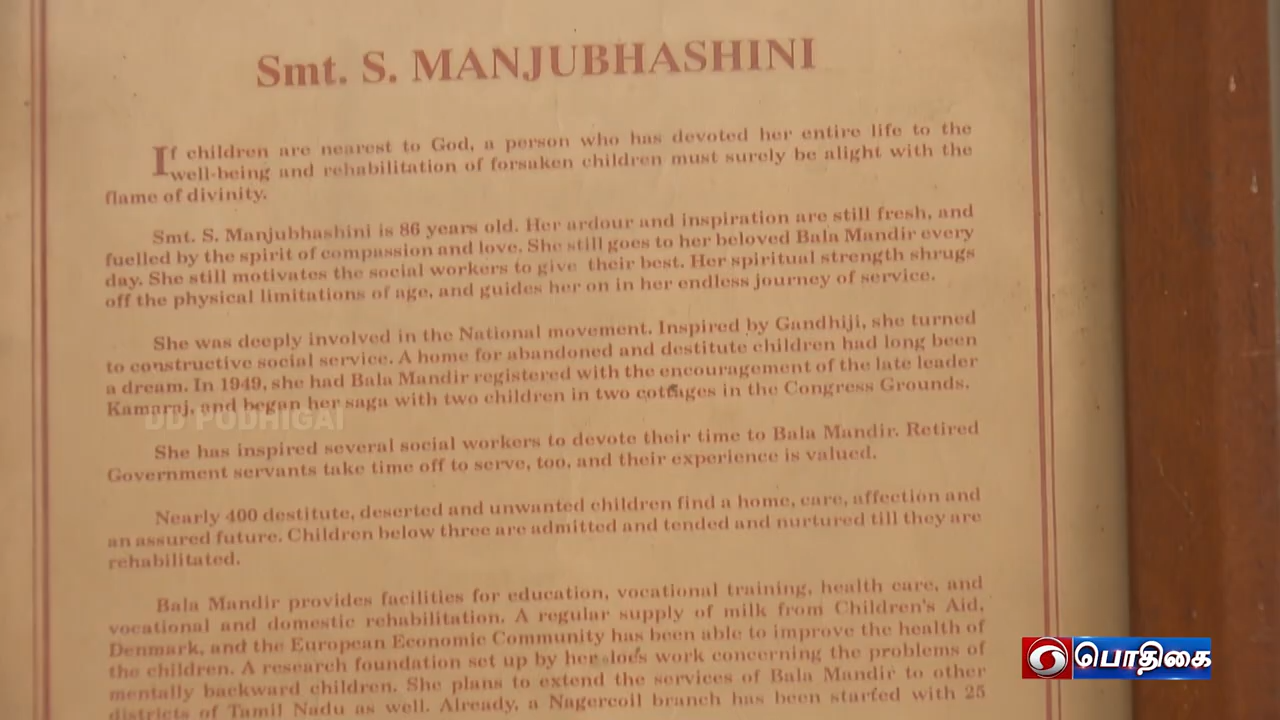 Smt. S. MANJUBHASHINI
If children are nearest to God, a person who has devoted her entire life to the
well-being and rehabilitation of forsaken children must surely be alight with the
flame of divinity.
Smt. S. Manjubhashini is 86 years old. Her ardour and inspiration are still fresh, and
fuelled by the spirit of compassion and love. She still goes to her beloved Bala Mandir every
day. She still motivates the social workers to give their best. Her spiritual strength shrugs
off the physical limitations of age, and guides her on in her endless journey of service.
She was deeply involved in the National movement. Inspired by Gandhiji, she turned
to constructive social service. A home for abandoned and destitute children had long been
a dream. In 1949, she had Bala Mandir registered with the encouragement of the late leader
Kamaraj, and began her saga with two children in two cottages in the Congress Grounds.
DD PODHIGAI
She has inspired several social workers to devote their time to Bala Mandir. Retired
Government servants take time off to serve, too, and their experience is valued.
Nearly 400 destitute, deserted and unwanted children find a home, care, affection and
an assured future. Children below three are admitted and tended and nurtured till they are
rehabilitated.
Bala Mandir provides facilities for education, vocational training, health care, and
vocational and domestic rehabilitation. A regular supply of milk from Children's Aid,
Denmark, and the European Economic Community has been able to improve the health of
the children. A research foundation set up by her does work concerning the problems of
mentally backward children. She plans to extend the services of Bala Mandir to other
districts of Tamil Nadu as well. Already, a Nagercoil branch has been started with 25
பொதிகை